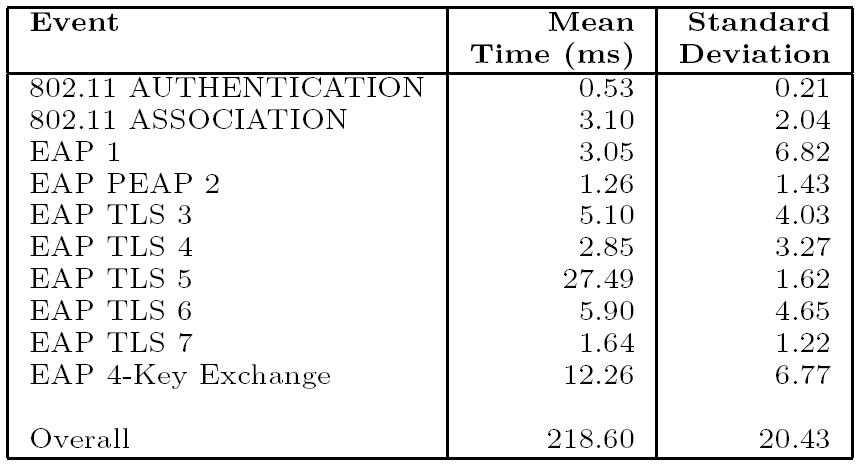 Event Mean Standard
Time (ms) Deviation
802.11 AUTHENTICATION 0.53 0.21
802.11 ASSOCIATION 3.10 2.04
EAP 1 3.05 6.82
EAP PEAP 2 1.26 1.43
EAP TLS 3 5.10 4.03
EAP TLS 4 2.85 3.27
EAP TLS 5 27.49 1.62
EAP TLS 6 5.90 4.65
EAP TLS 7 1.64 1.22
EAP 4-Key Exchange 12.26 6.77
Overall 218.60 20.43